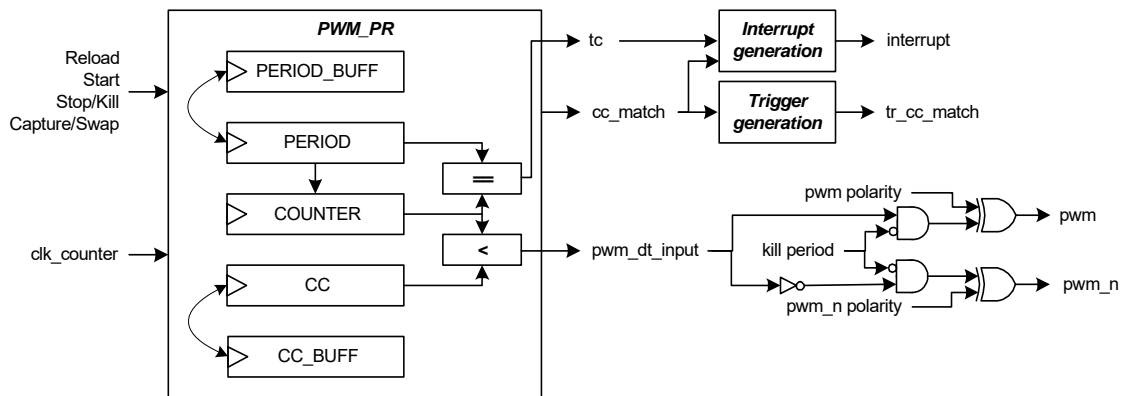 PWM_PR
Reload
Start
Stop/Kill
Capture/Swap
clk_counter
PERIOD_BUFF
PERIOD
COUNTER
CC
CC_BUFF
==
<
tc
cc_match
pwm_dt_input
Interrupt
generation
Trigger
generation
interrupt
tr_cc_match
pwm polarity
kill period
pwm_n polarity
pwm
pwm_n